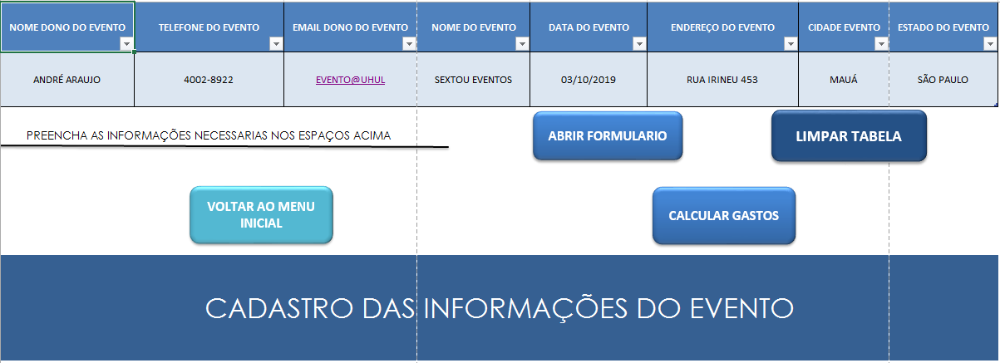 NOME DONO DO EVENTO TELEFONE DO EVENTO EMAIL DONO DO EVENTO NOME DO EVENTO DATA DO EVENTO ENDEREÇO DO EVENTO CIDADE EVENTO ESTADO DO EVENTO
ANDRÉ ARAUJO 4002-8922 EVENTO@UHUL SEXTOU EVENTOS 03/10/2019 RUA IRINEU 453 MAUÁ SÃO PAULO
PREENCHA AS INFORMAÇÕES NECESSARIAS NOS ESPAÇOS ACIMA
ABRIR FORMULARIO
LIMPAR TABELA
VOLTAR AO MENU
INICIAL
CALCULAR GASTOS
CADASTRO DAS INFORMAÇÕES DO EVENTO